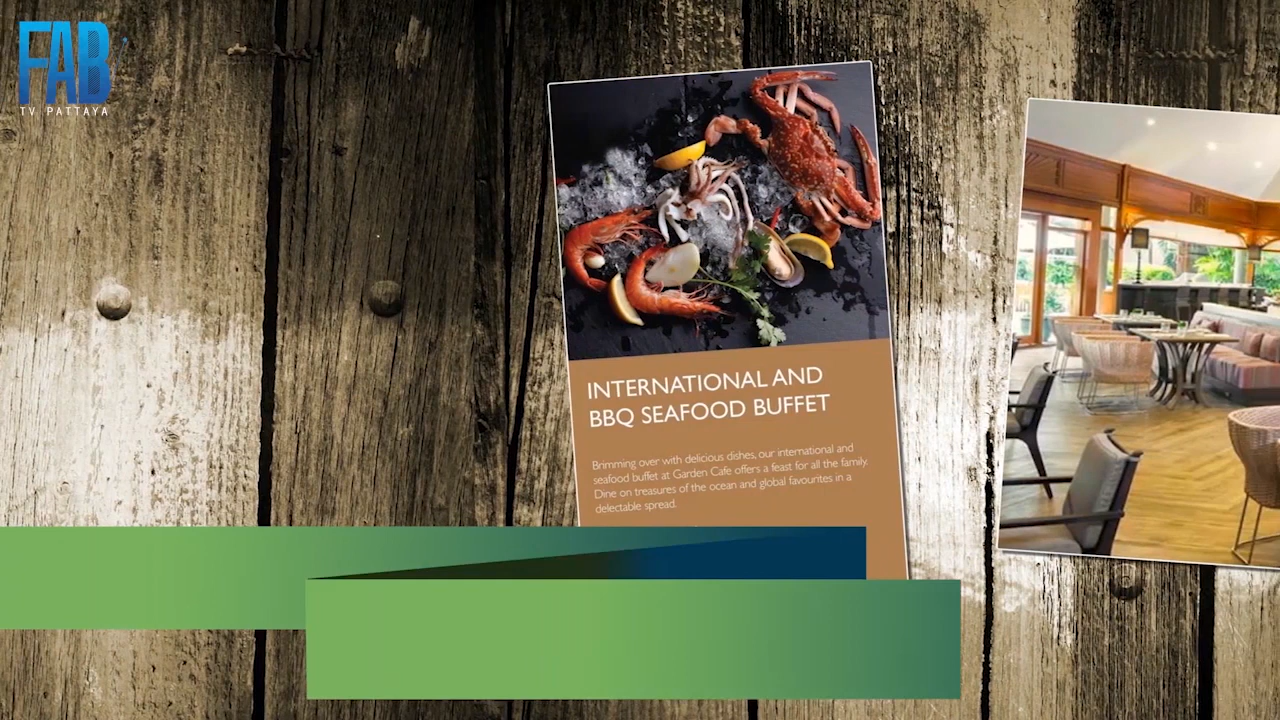 FAB
TV PATTAYA
INTERNATIONAL AND
BBQ SEAFOOD BUFFET
Brimming over with delicious dishes, our international and
seafood buffet at Garden Cafe offers a feast for all the family.
Dine on treasures of the ocean and global favourites in a
delectable spread.